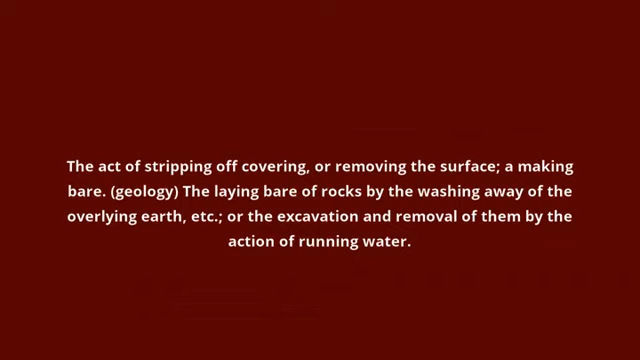 The act of stripping off covering, or removing the surface; a making
bare. (geology) The laying bare of rocks by the washing away of the
overlying earth, etc.; or the excavation and removal of them by the
action of running water.